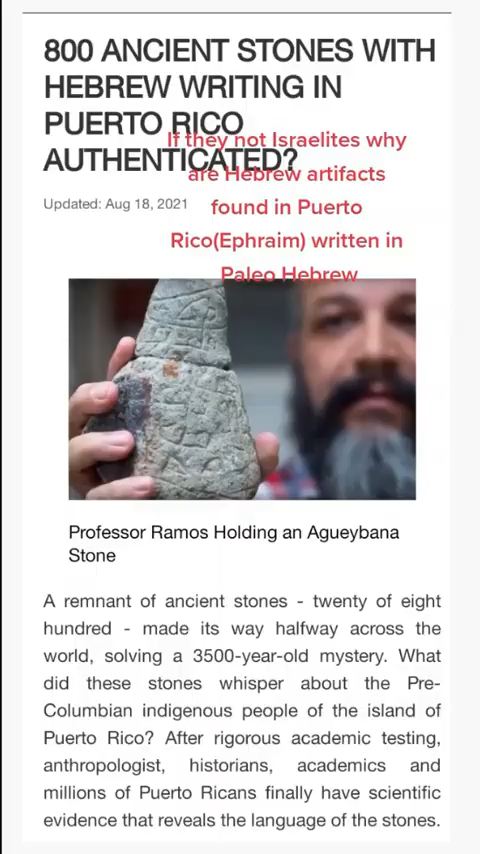 800 ANCIENT STONES WITH
HEBREW WRITING IN
PUERTO RICO
AUTHENTICATED?
Updated: Aug 18, 2021
If they not Israelites why
are Hebrew artifacts
found in Puerto
Rico(Ephraim) written in
Paleo Hebrew
Professor Ramos Holding an Agueybana
Stone
A remnant of ancient stones - twenty of eight
hundred - made its way halfway across the
world, solving a 3500-year-old mystery. What
did these stones whisper about the Pre-
Columbian indigenous people of the island of
Puerto Rico? After rigorous academic testing,
anthropologist, historians, academics and
millions of Puerto Ricans finally have scientific
evidence that reveals the language of the stones.